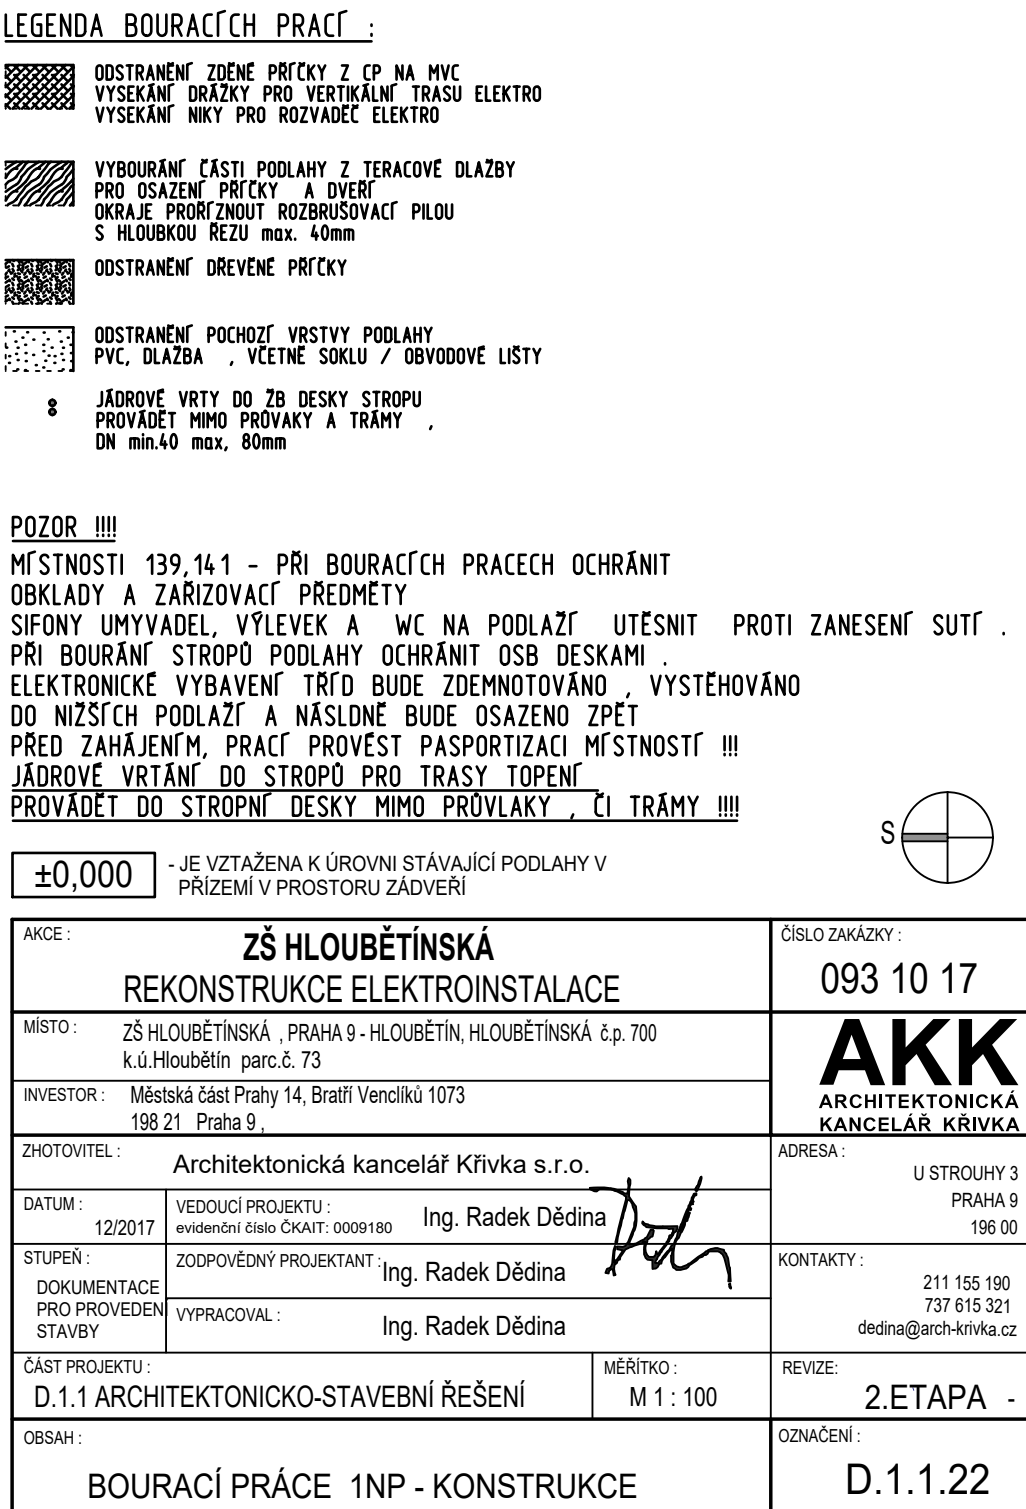 LEGENDA BOURACÍCH PRACÍ :
ODSTRANĚNÍ ZDĚNÉ PŘÍČKY Z CP NA MVC
VYSEKÁNÍ DRÁŽKY PRO VERTIKÁLNÍ TRASU ELEKTRO
VYSEKÁNÍ NIKY PRO ROZVADĚČ ELEKTRO
VYBOURÁNÍ ČÁSTI PODLAHY Z TERACOVÉ DLAŽBY
PRO OSAZENÍ PŘÍČKY A DVEŘÍ
OKRAJE PROŘÍZNOUT ROZBRUŠOVACÍ PILOU
S HLOUBKOU ŘEZU max. 40mm
ODSTRANĚNÍ DŘEVĚNÉ PŘÍČKY
ODSTRANĚNÍ POCHOZÍ VRSTVY PODLAHY
PVC, DLAŽBA , VČETNĚ SOKLU / OBVODOVÉ LIŠTY
JÁDROVÉ VRTY DO ŽB DESKY STROPU
PROVÁDĚT MIMO PRŮVAKY A TRÁMY ,
DN min.40 max, 80mm
POZOR !!!!
MÍSTNOSTI 139,141 - PŘI BOURACÍCH PRACECH OCHRÁNIT
OBKLADY A ZAŘIZOVACÍ PŘEDMĚTY
SIFONY UMYVADEL, VÝLEVEK A WC NA PODLAŽÍ UTĚSNIT PROTI ZANESENÍ SUTÍ .
PŘI BOURÁNÍ STROPŮ PODLAHY OCHRÁNIT OSB DESKAMI .
ELEKTRONICKÉ VYBAVENÍ TŘÍD BUDE ZDEMNOTOVÁNO , VYSTĚHOVÁNO
DO NIŽŠÍCH PODLAŽÍ A NÁSLDNĚ BUDE OSAZENO ZPĚT
PŘED ZAHÁJENÍM, PRACÍ PROVÉST PASPORTIZACI MÍSTNOSTÍ !!!
JÁDROVÉ VRTÁNÍ DO STROPŮ PRO TRASY TOPENÍ
PROVÁDĚT DO STROPNÍ DESKY MIMO PRŮVLAKY , ČI TRÁMY !!!!
S
±0,000 - JE VZTAŽENA K ÚROVNI STÁVAJÍCÍ PODLAHY V
PŘÍZEMÍ V PROSTORU ZÁDVEŘÍ
AKCE : ZŠ HLOUBĚTÍNSKÁ
REKONSTRUKCE ELEKTROINSTALACE
ČÍSLO ZAKÁZKY :
093 10 17
MÍSTO : ZŠ HLOUBĚTÍNSKÁ , PRAHA 9 - HLOUBĚTÍN, HLOUBĚTÍNSKÁ č.p. 700
k.ú.Hloubětín parc.č. 73
INVESTOR : Městská část Prahy 14, Bratří Venclíků 1073
198 21 Praha 9 ,
AKK
ARCHITEKTONICKÁ
KANCELÁŘ KŘIVKA
ZHOTOVITEL : Architektonická kancelář Křivka s.r.o.
ADRESA :
U STROUHY 3
PRAHA 9
196 00
DATUM :
12/2017
VEDOUCÍ PROJEKTU : Ing. Radek Dědina
evidenční číslo ČKAIT: 0009180
STUPEŇ :
DOKUMENTACE
PRO PROVEDEN
STAVBY
ZODPOVĚDNÝ PROJEKTANT : Ing. Radek Dědina
VYPRACOVAL : Ing. Radek Dědina
KONTAKTY :
211 155 190
737 615 321
dedina@arch-krivka.cz
ČÁST PROJEKTU :
D.1.1 ARCHITEKTONICKO-STAVEBNÍ ŘEŠENÍ
MĚŘÍTKO :
M 1 : 100
REVIZE:
2.ETAPA -
OBSAH :
BOURACÍ PRÁCE 1NP - KONSTRUKCE
OZNAČENÍ :
D.1.1.22